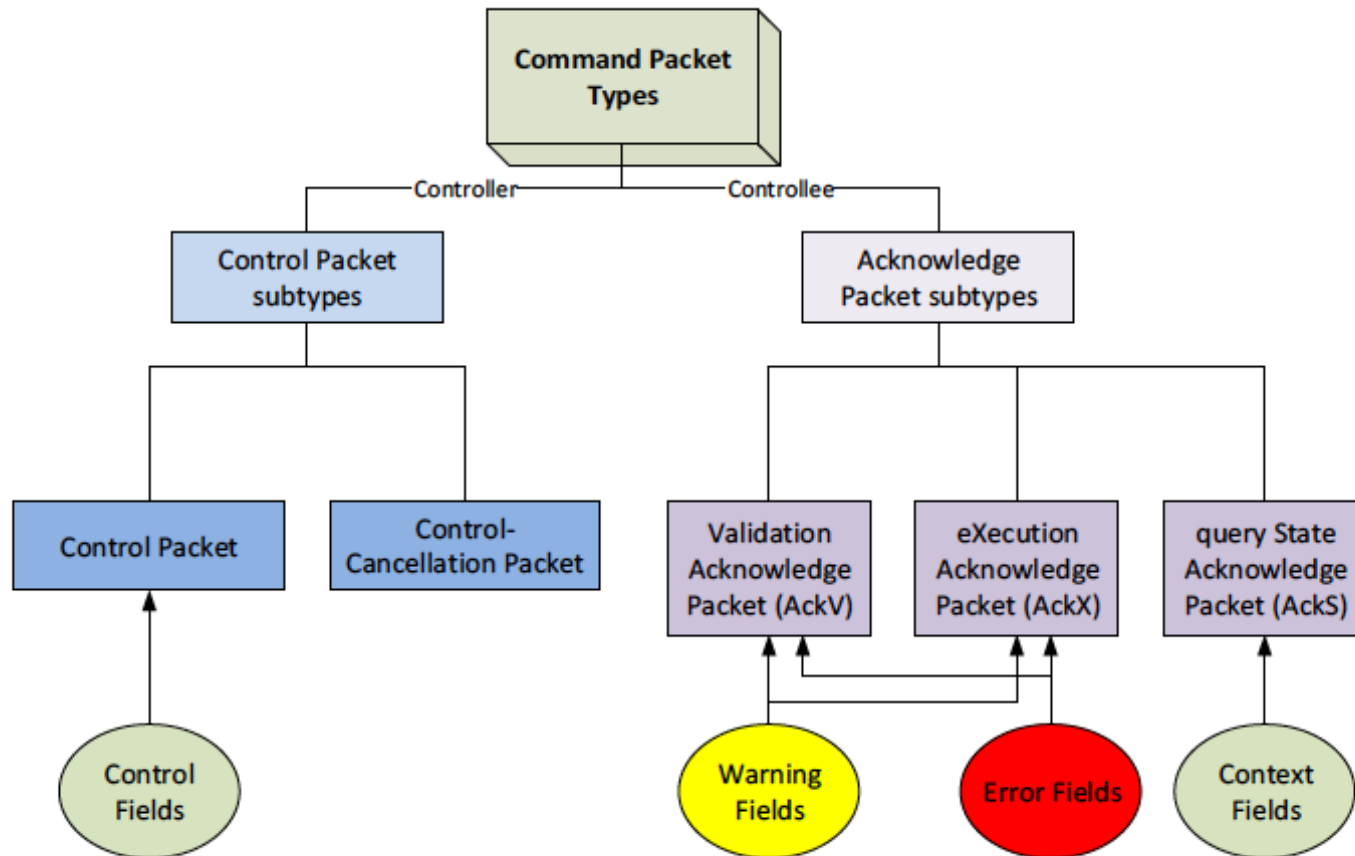 Command Packet
Types
Controller
Controllee
Control Packet
subtypes
Acknowledge
Packet subtypes
Control Packet
Control-
Cancellation Packet
Validation
Acknowledge
Packet (AckV)
eXecution
Acknowledge
Packet (AckX)
query State
Acknowledge
Packet (AckS)
Control
Fields
Warning
Fields
Error Fields
Context
Fields